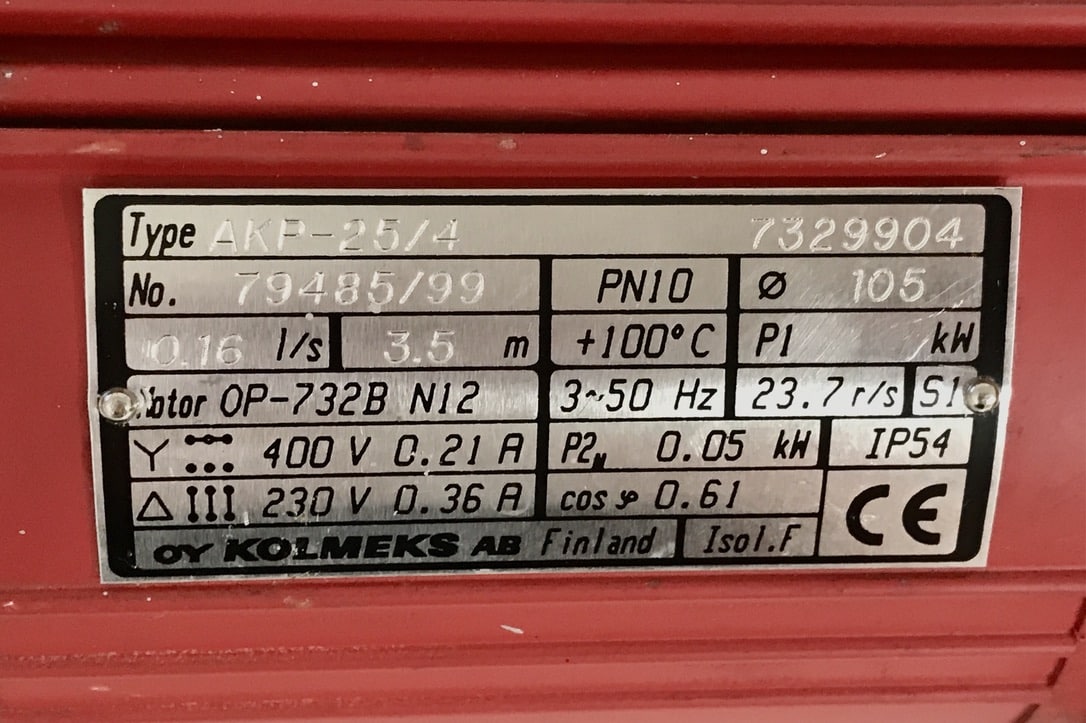 Type AKP-25/4 7329904
No. 79485/99 PN10 Ø 105
0.16 l/s 3.5 m +100°C P1 kW
Motor OP-732B N12 3~50 Hz 23.7 r/s S1
Y 400 V 0.21 A P2N 0.05 kW IP54
Δ 230 V 0.36 A cos φ 0.61 CE
OY KOLMEKS AB Finland Isol.F